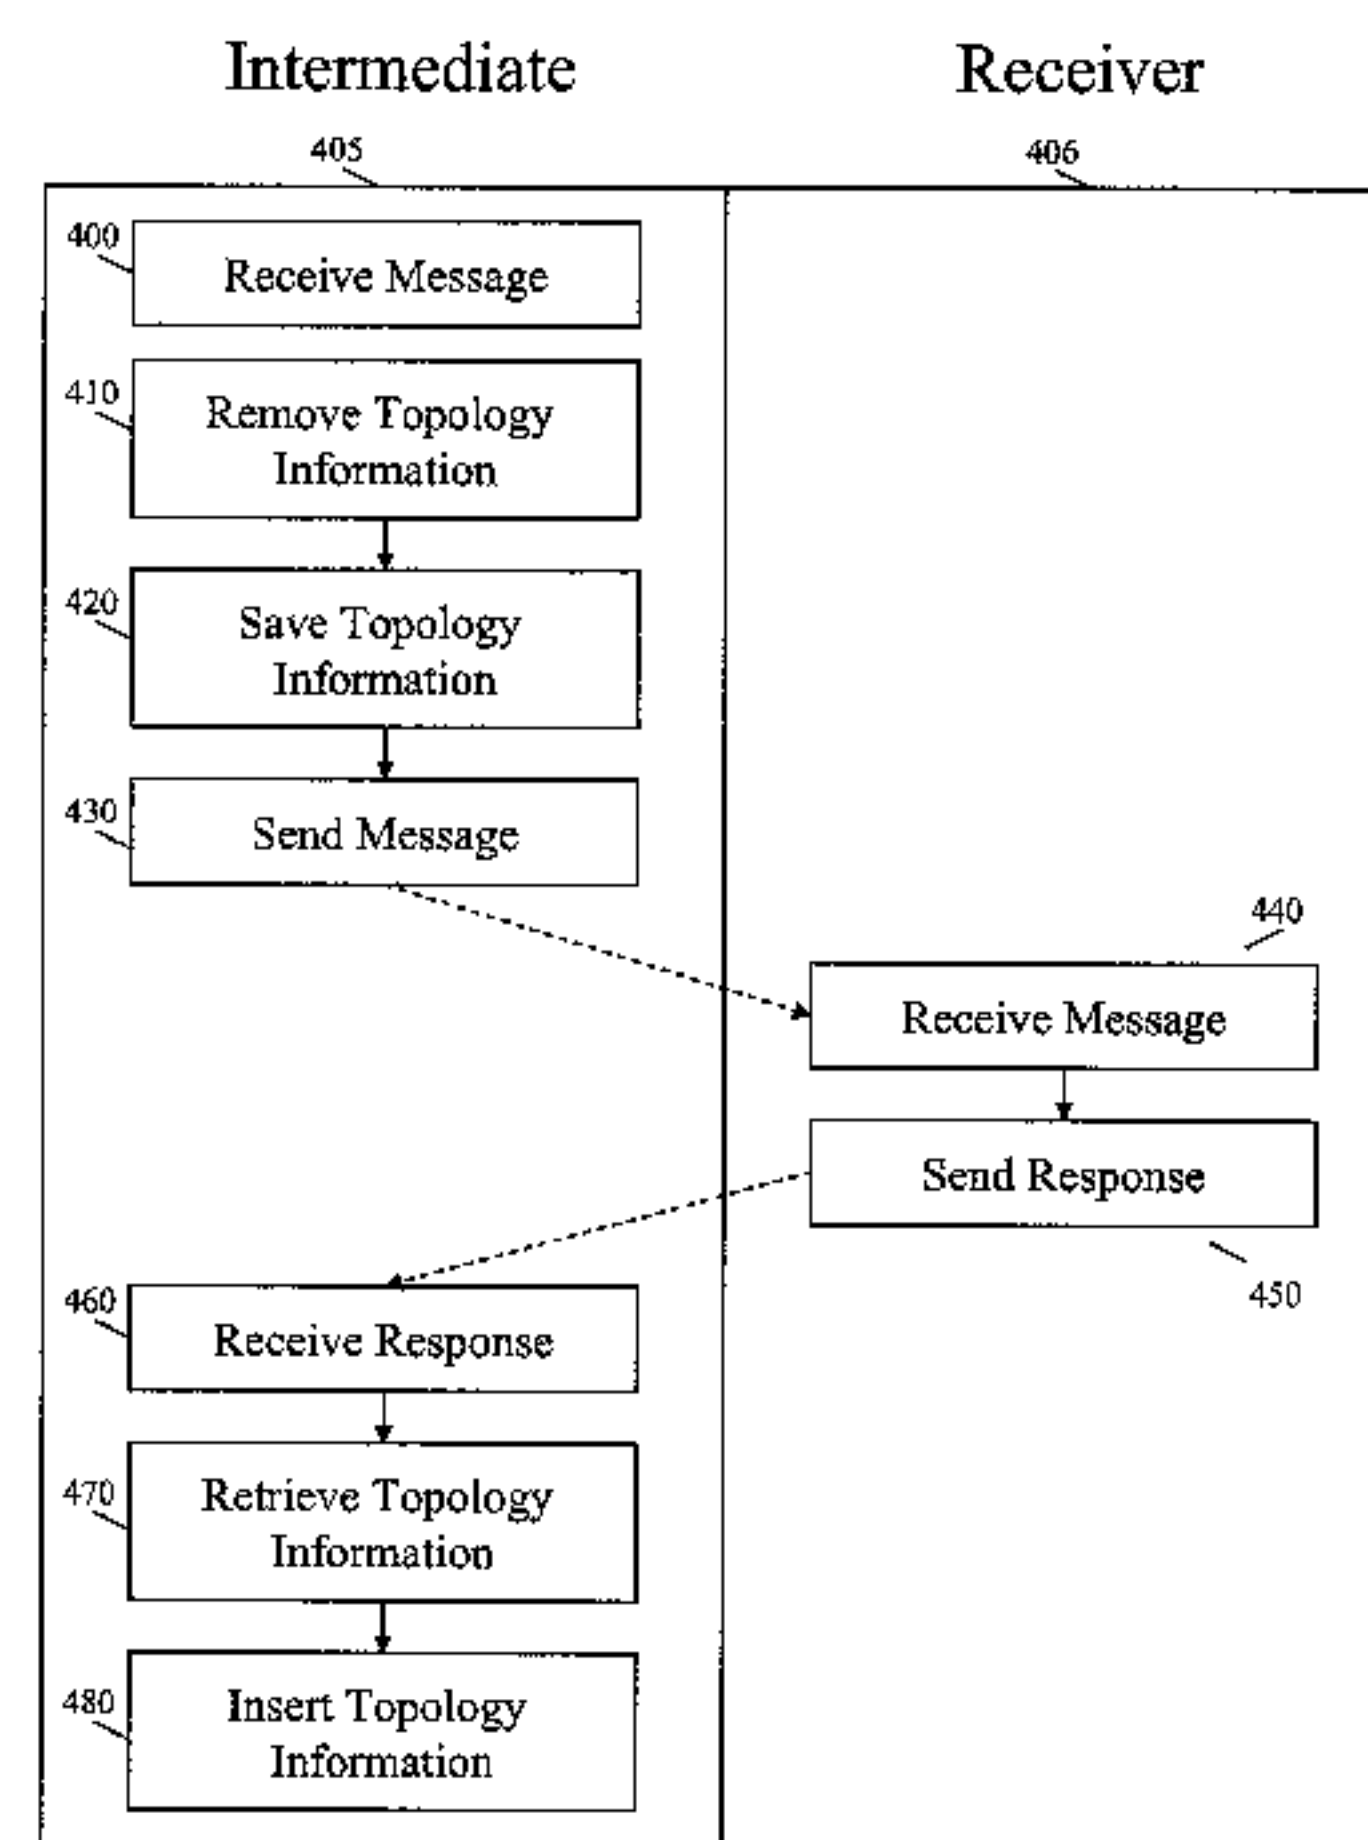 Intermediate
Receiver
405
406
400
Receive Message
410
Remove Topology
Information
420
Save Topology
Information
430
Send Message
440
Receive Message
Send Response
450
460
Receive Response
470
Retrieve Topology
Information
480
Insert Topology
Information